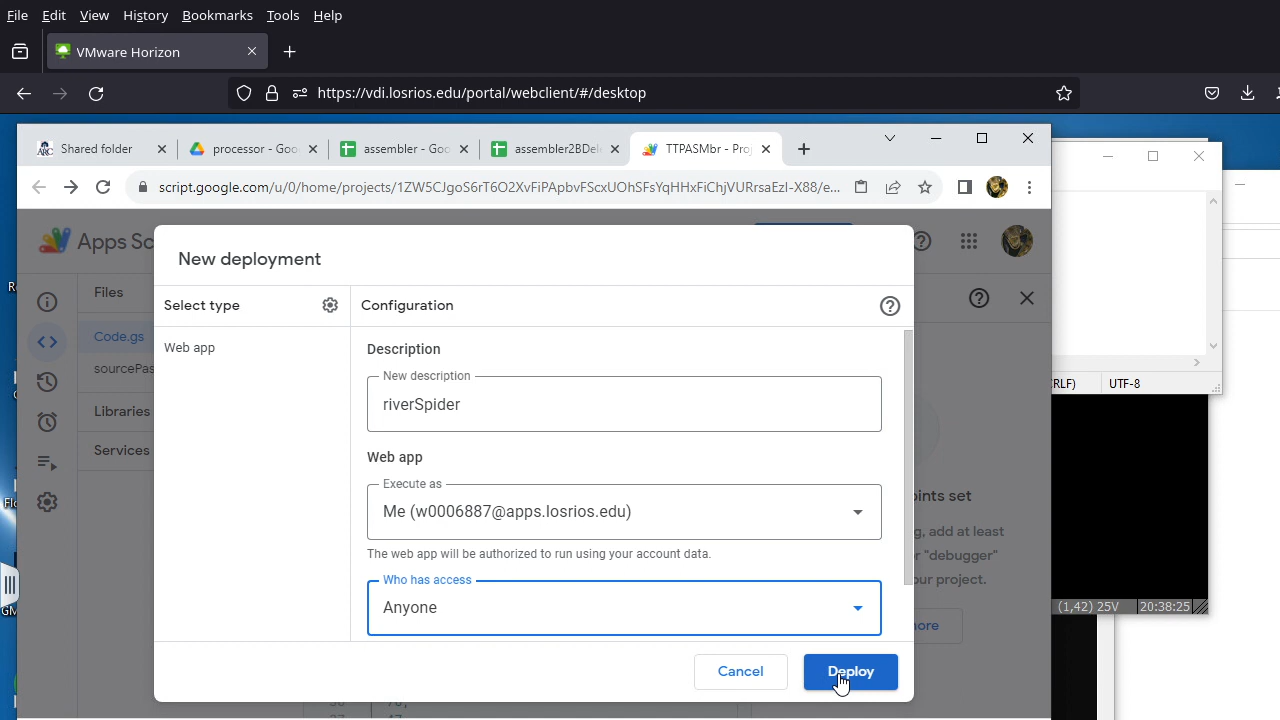 File Edit View History Bookmarks Tools Help
VMware Horizon
https://vdi.losrios.edu/portal/webclient/#/desktop
Shared folder
processor - Goo
assembler - Goo
assembler2BDel
TTPASMbr - Proj
script.google.com/u/0/home/projects/1ZW5CJgoS6rT6O2XvFiPApbvFScxUOhSFsYqHHxFiChjVURrsaEzI-X88/e...
Apps Sc
New deployment
Select type
Configuration
Files
Web app
Code.gs
sourcePas
Libraries
Services
Description
New description
riverSpider
Web app
Execute as
Me (w0006887@apps.losrios.edu)
The web app will be authorized to run using your account data.
Who has access
Anyone
Cancel
Deploy
oints set
g, add at least
r "debugger"
our project.
ore
RLF)
UTF-8
(1,42) 25V
20:38:25